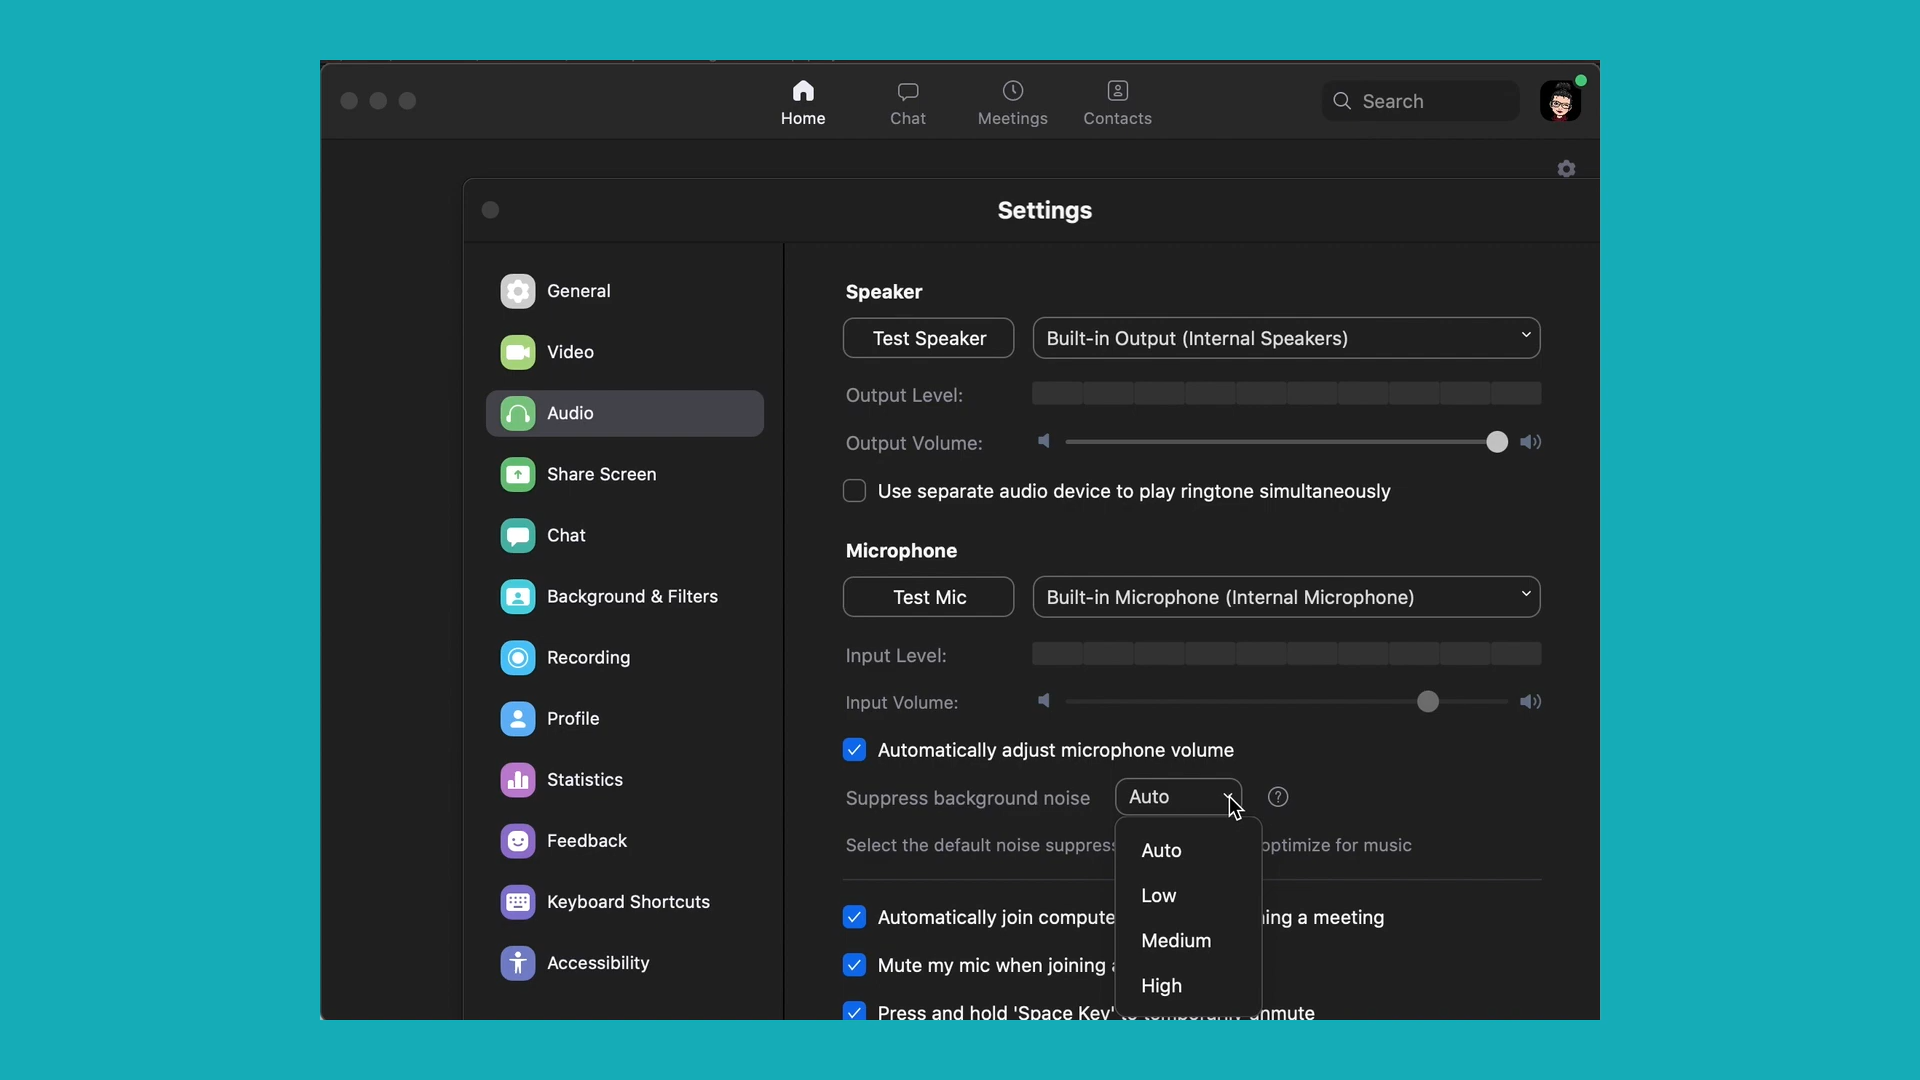 Home
Chat
Meetings
Contacts
Search
Settings
General
Video
Audio
Share Screen
Chat
Background & Filters
Recording
Profile
Statistics
Feedback
Keyboard Shortcuts
Accessibility
Speaker
Test Speaker
Built-in Output (Internal Speakers)
Output Level:
Output Volume:
Use separate audio device to play ringtone simultaneously
Microphone
Test Mic
Built-in Microphone (Internal Microphone)
Input Level:
Input Volume:
Automatically adjust microphone volume
Suppress background noise
Auto
Select the default noise optimize for music
Auto
Low
Automatically join a meeting
Medium
Mute my mic when joining
High
Press and hold 'Space Key'